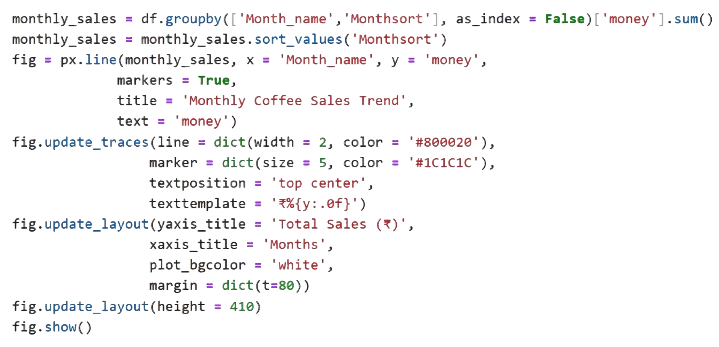 monthly_sales = df.groupby(['Month_name','Monthsort'], as_index = False)['money'].sum()
monthly_sales = monthly_sales.sort_values('Monthsort')
fig = px.line(monthly_sales, x = 'Month_name', y = 'money',
             markers = True,
             title = 'Monthly Coffee Sales Trend',
             text = 'money')
fig.update_traces(line = dict(width = 2, color = '#800020'),
                 marker = dict(size = 5, color = '#1C1C1C'),
                 textposition = 'top center',
                 texttemplate = '₹%{y:.0f}')
fig.update_layout(yaxis_title = 'Total Sales (₹)',
                 xaxis_title = 'Months',
                 plot_bgcolor = 'white',
                 margin = dict(t=80))
fig.update_layout(height = 410)
fig.show()